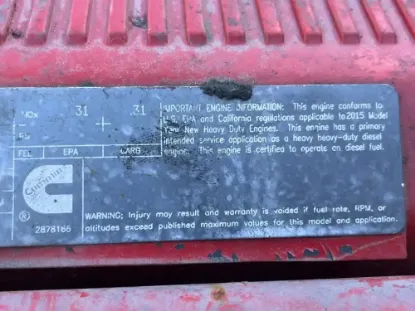 NOx .31 + .31
PM
FEL EPA CARB
IMPORTANT ENGINE INFORMATION: This engine conforms to
U.S. EPA and California regulations applicable to 2015 Model
Year New Heavy Duty Engines. This engine has a primary
intended service application as a heavy heavy-duty diesel
engine. This engine is certified to operate on diesel fuel.
Cummins
®
2878166
WARNING: Injury may result and warranty is voided if fuel rate, RPM, or
altitudes exceed published maximum values for this model and application.